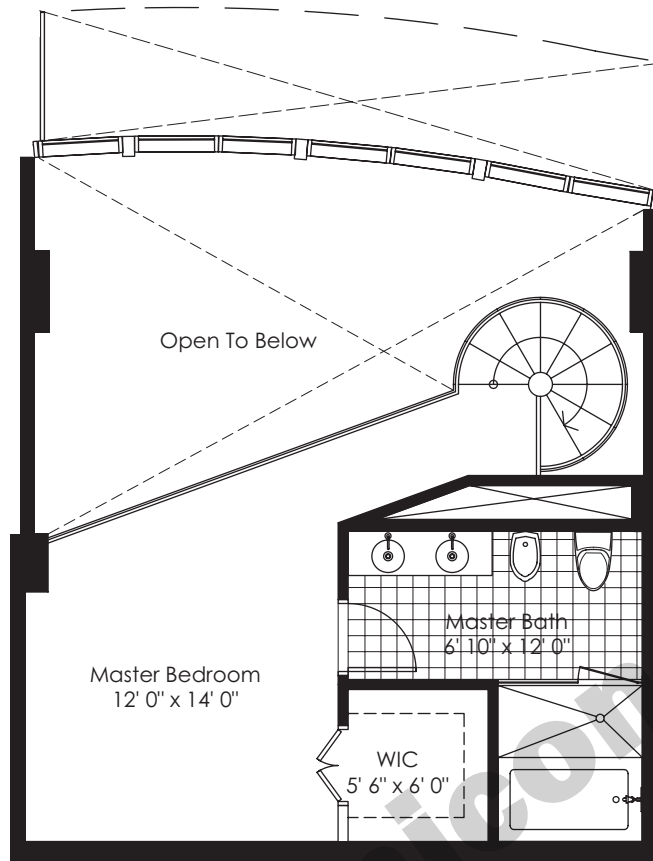 Open To Below
Master Bath
6' 10" x 12' 0"
Master Bedroom
12' 0" x 14' 0"
WIC
5' 6" x 6' 0"